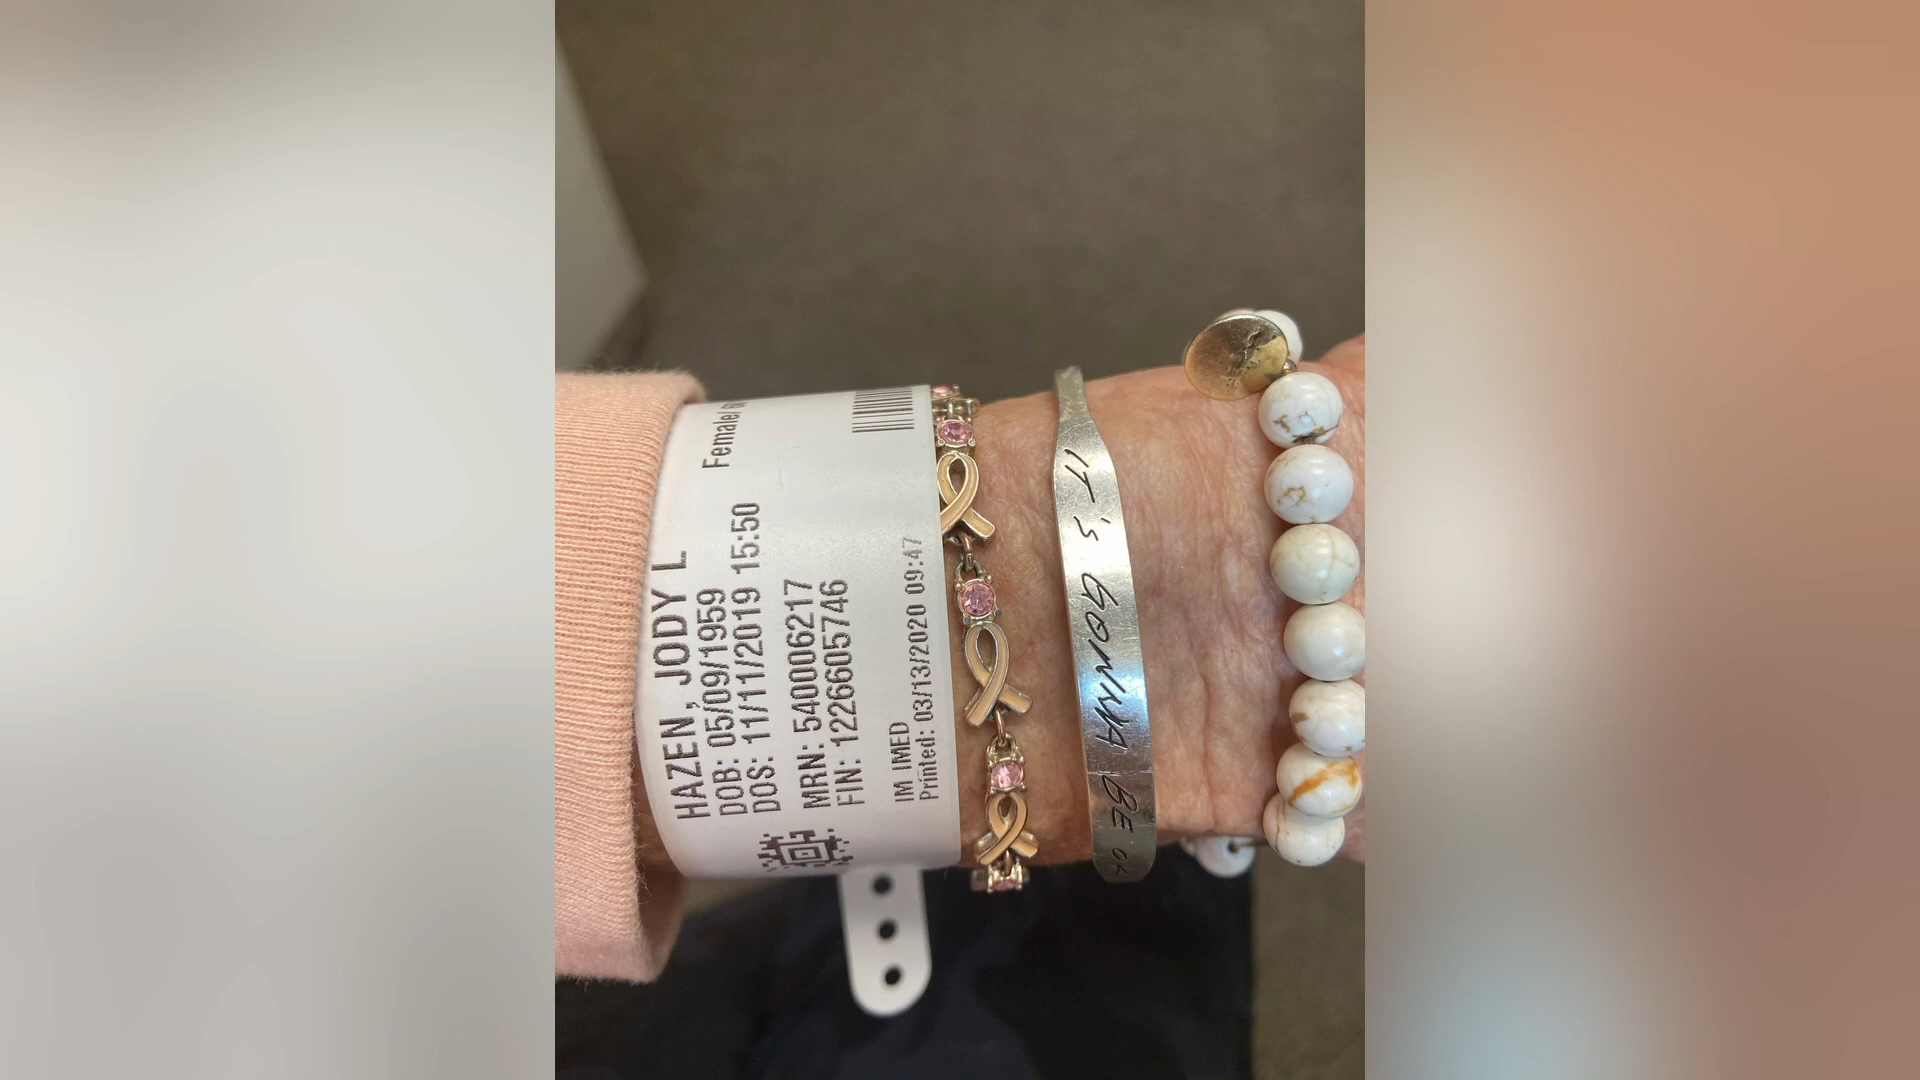 HAZEN, JODY L
DOB: 05/09/1959
Female/
DOS: 11/11/2019 15:50
MRN: 540006217
FIN: 1226605746
IM IMED
Printed: 03/13/2020 09:47
IT'S GONNA BE OK